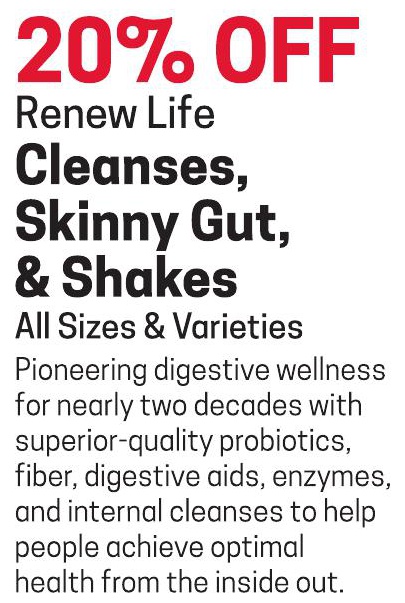 20% OFF
Renew Life
Cleanses,
Skinny Gut,
& Shakes
All Sizes & Varieties
Pioneering digestive wellness
for nearly two decades with
superior-quality probiotics,
fiber, digestive aids, enzymes,
and internal cleanses to help
people achieve optimal
health from the inside out.